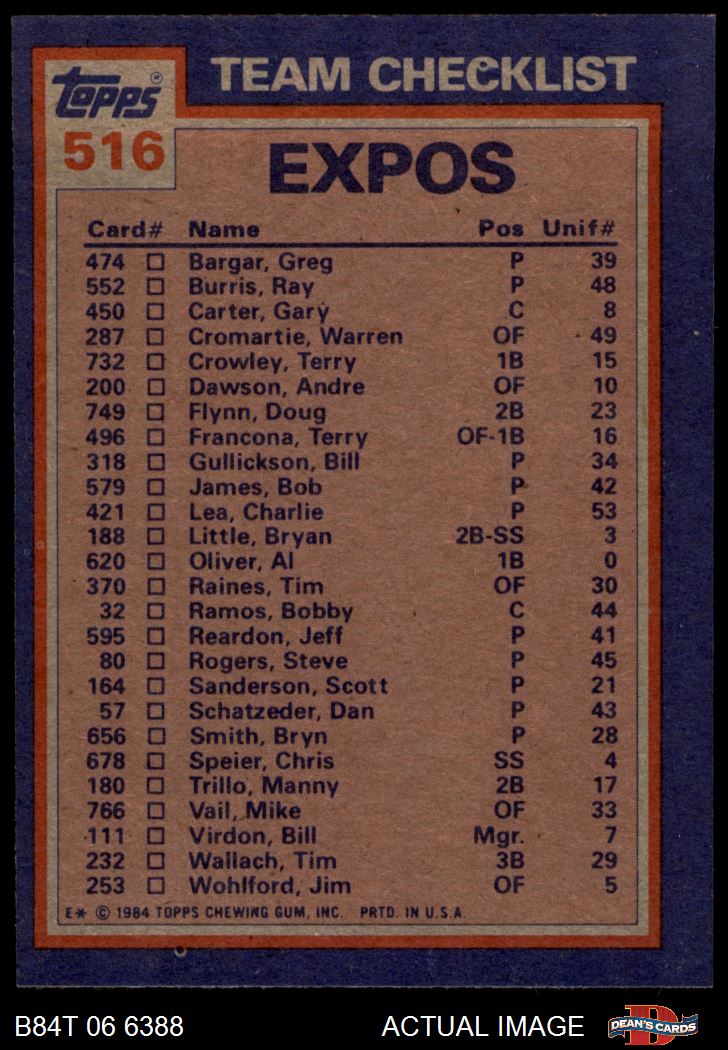 TEAM CHECKLIST
Topps®
516
EXPOS
Card# Name Pos Unif#
474 □ Bargar, Greg P 39
552 □ Burris, Ray P 48
450 □ Carter, Gary C 8
287 □ Cromartie, Warren OF 49
732 □ Crowley, Terry 1B 15
200 □ Dawson, Andre OF 10
749 □ Flynn, Doug 2B 23
496 □ Francona, Terry OF-1B 16
318 □ Gullickson, Bill P 34
579 □ James, Bob P 42
421 □ Lea, Charlie P 53
188 □ Little, Bryan 2B-SS 3
620 □ Oliver, Al 1B 0
370 □ Raines, Tim OF 30
32 □ Ramos, Bobby C 44
595 □ Reardon, Jeff P 41
80 □ Rogers, Steve P 45
164 □ Sanderson, Scott P 21
57 □ Schatzeder, Dan P 43
656 □ Smith, Bryn P 28
678 □ Speier, Chris SS 4
180 □ Trillo, Manny 2B 17
766 □ Vail, Mike OF 33
111 □ Virdon, Bill Mgr. 7
232 □ Wallach, Tim 3B 29
253 □ Wohlford, Jim OF 5
E* © 1984 TOPPS CHEWING GUM, INC. PRTD. IN U.S.A.
B84T 06 6388 ACTUAL IMAGE D DEAN'S CARDS